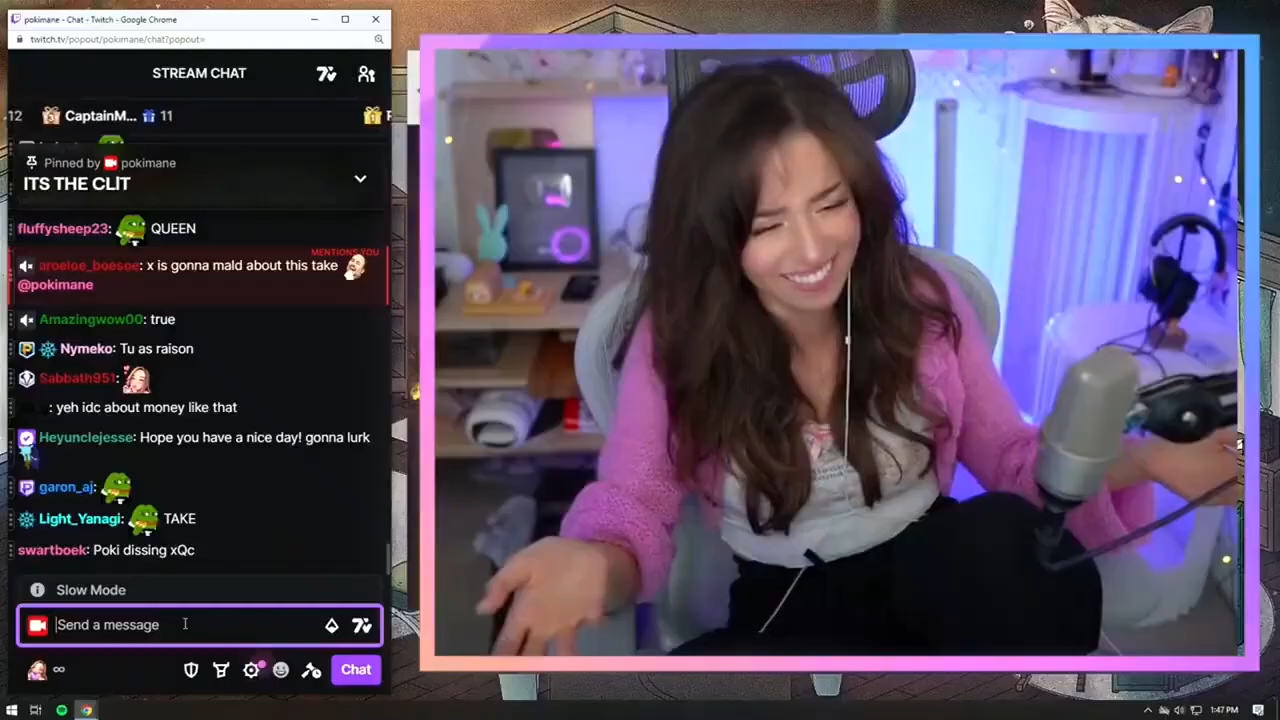 pokimane - Chat - Twitch - Google Chrome
twitch.tv/popout/pokimane/chat?popout=
STREAM CHAT
12 CaptainM... 11
Pinned by pokimane
ITS THE CLIT
fluffysheep23: QUEEN
MENTIONS YOU
aroeloe_boesoe: x is gonna mald about this take
@pokimane
Amazingwow00: true
Nymeko: Tu as raison
Sabbath951:
: yeh idc about money like that
Heyunclejesse: Hope you have a nice day! gonna lurk
garon_aj:
Light_Yanagi: TAKE
swartboek: Poki dissing xQc
Slow Mode
Send a message
Chat
1:47 PM